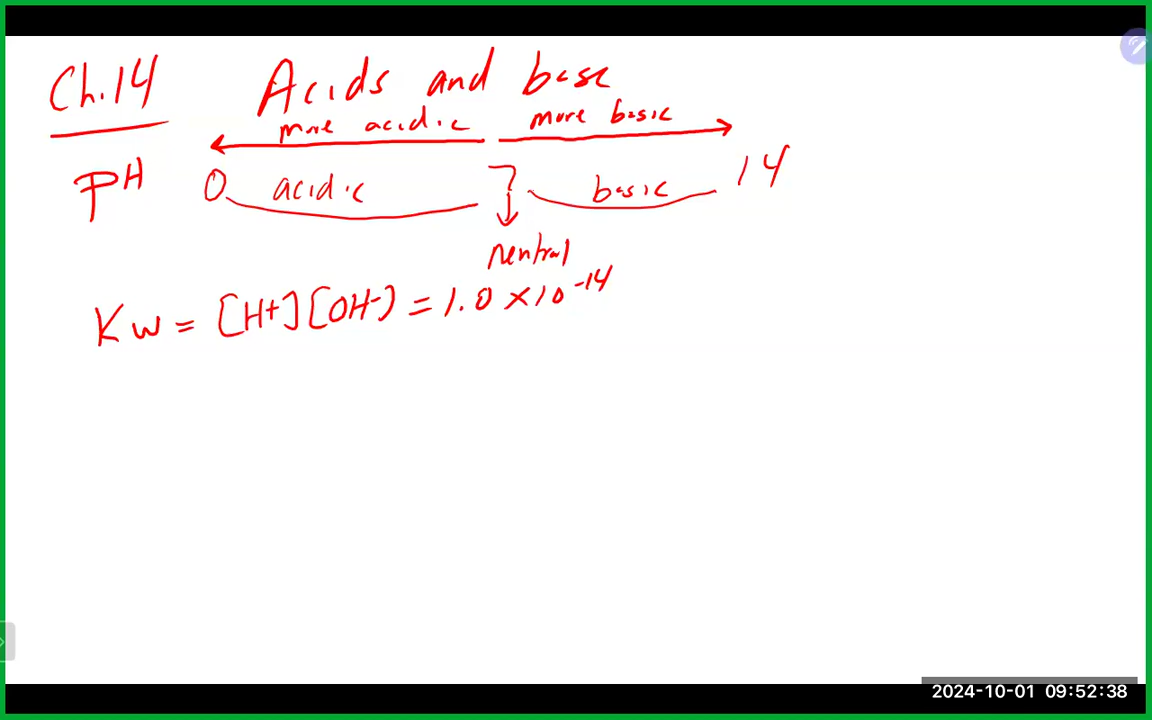 Ch.14 Acids and base
more acidic more basic
PH 0 acidic 7 basic 14
neutral
Kw = [H+][OH-] = 1.0 × 10-14
2024-10-01 09:52:38